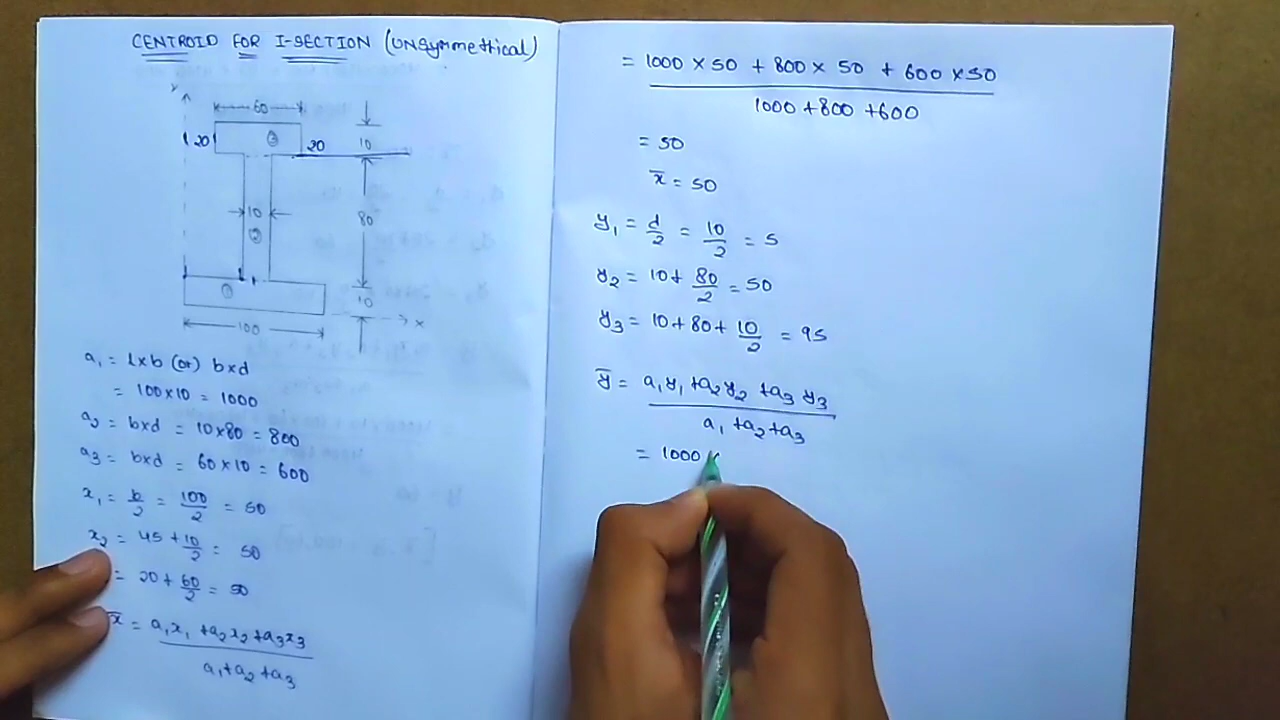 CENTROID FOR I-SECTION (UNSymmetrical)
y
60
20 ③ 20 10
10 80
②
① 10
x
100
a₁ = l×b (or) b×d
= 100×10 = 1000
a₂ = b×d = 10×80 = 800
a₃ = b×d = 60×10 = 600
x₁ = b/2 = 100/2 = 50
x₂ = 45 + 10/2 = 50
= 20 + 60/2 = 50
x̄ = a₁x₁ + a₂x₂ + a₃x₃ / a₁ + a₂ + a₃
= 1000 × 50 + 800 × 50 + 600 × 50 / 1000 + 800 + 600
= 50
x̄ = 50
y₁ = d/2 = 10/2 = 5
y₂ = 10 + 80/2 = 50
y₃ = 10 + 80 + 10/2 = 95
ȳ = a₁y₁ + a₂y₂ + a₃y₃ / a₁ + a₂ + a₃
= 1000